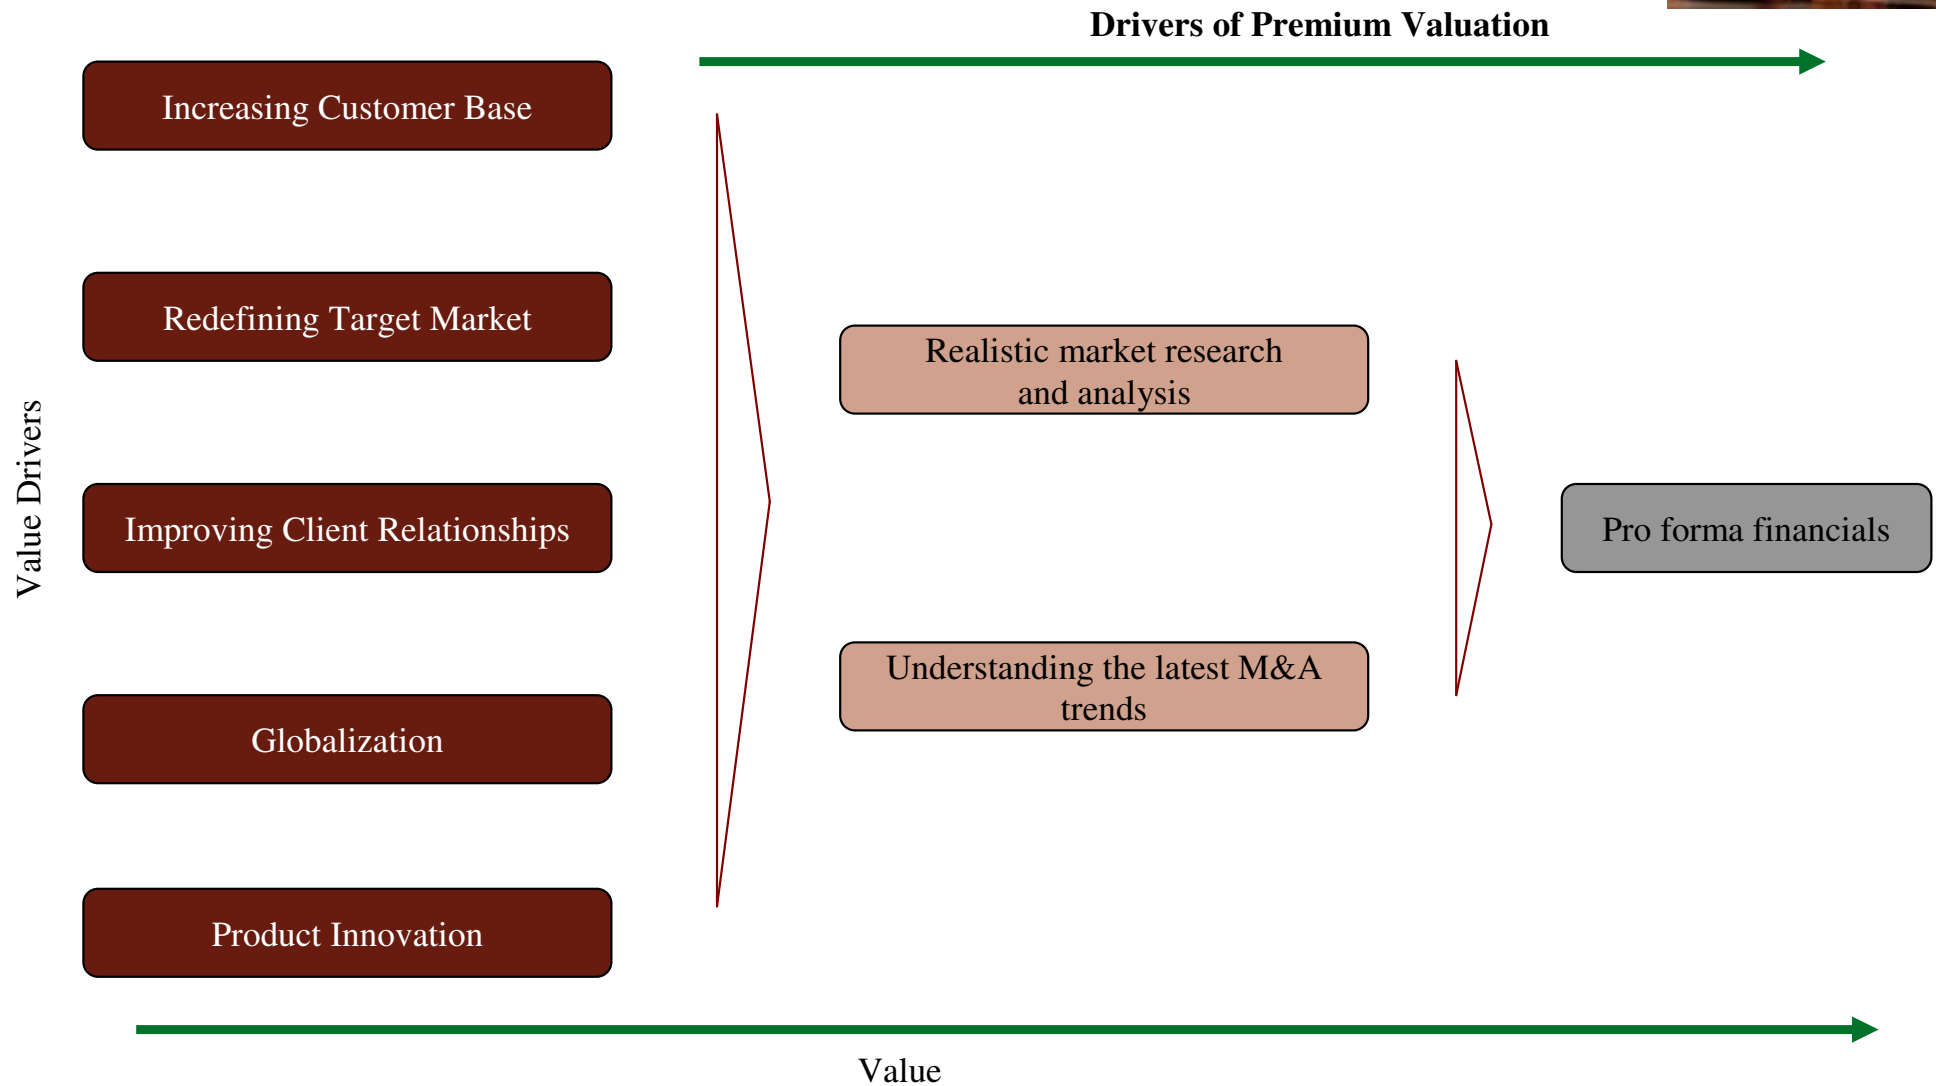 Drivers of Premium Valuation
Increasing Customer Base
Redefining Target Market
Improving Client Relationships
Globalization
Product Innovation
Value Drivers
Realistic market research
and analysis
Understanding the latest M&A
trends
Pro forma financials
Value